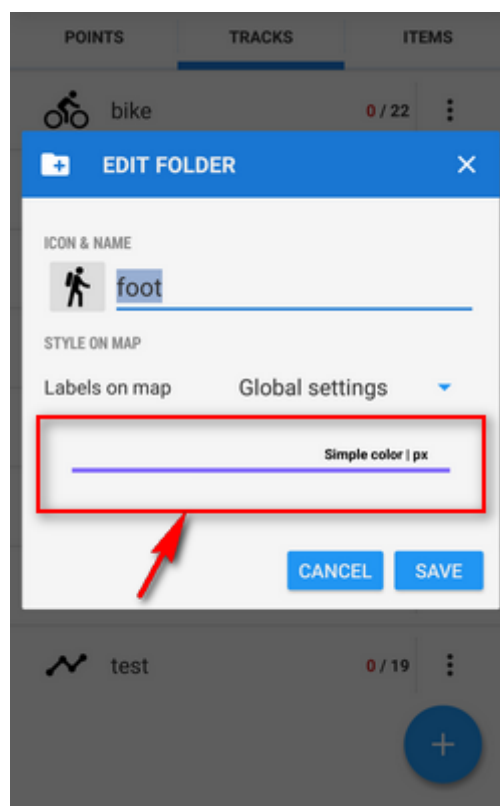 POINTS TRACKS ITEMS
bike 0 / 22
EDIT FOLDER
ICON & NAME
foot
STYLE ON MAP
Labels on map Global settings
Simple color | px
CANCEL SAVE
test 0 / 19